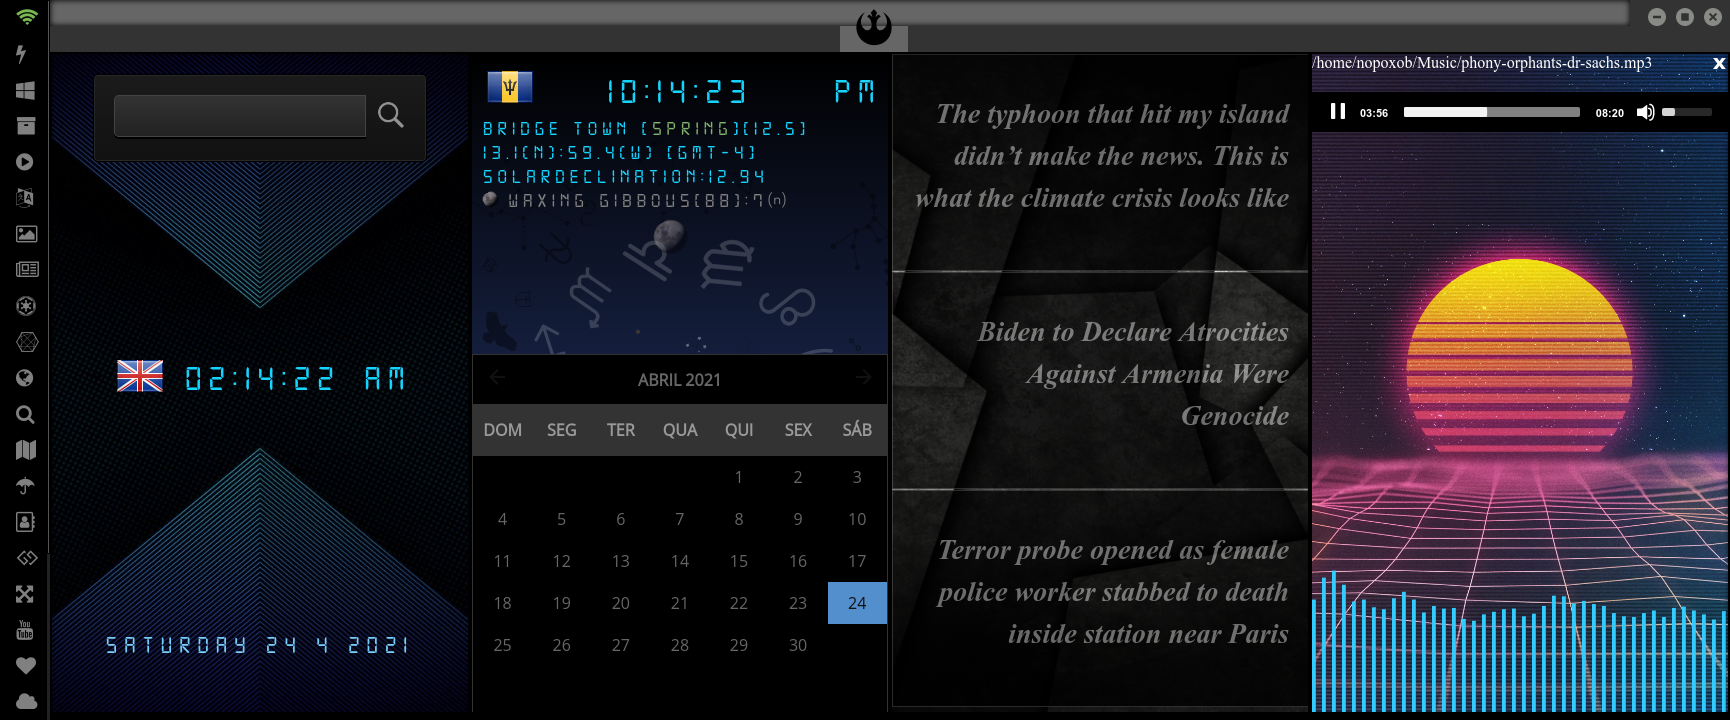 02:14:22 AM
SATURDAY 24 4 2021
10:14:23 PM
BRIDGE TOWN [SPRING][12.5]
13.1(N):59.4(W) [GMT-4]
SOLARDECLINATION:12.94
WAXING GIBBOUS[88]:7(n)
ABRIL 2021
DOM SEG TER QUA QUI SEX SÁB
1 2 3
4 5 6 7 8 9 10
11 12 13 14 15 16 17
18 19 20 21 22 23 24
25 26 27 28 29 30
The typhoon that hit my island
didn’t make the news. This is
what the climate crisis looks like
Biden to Declare Atrocities
Against Armenia Were
Genocide
Terror probe opened as female
police worker stabbed to death
inside station near Paris
/home/nopoxob/Music/phony-orphants-dr-sachs.mp3 x
03:56 08:20
You
Tube